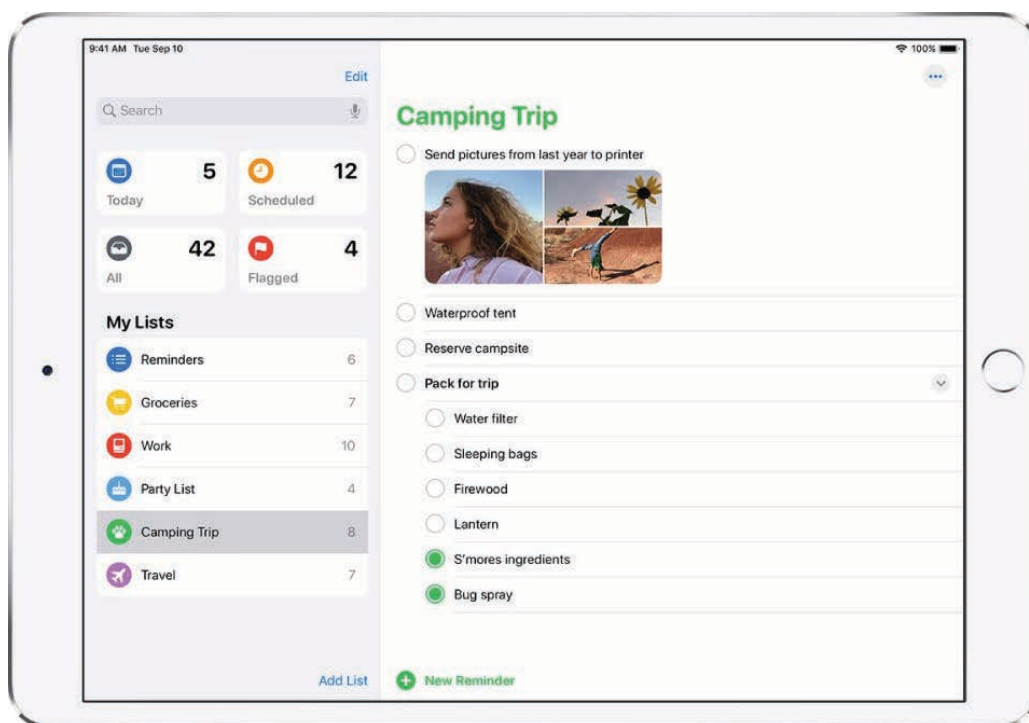 9:41 AM Tue Sep 10
100%
Edit
Search
5
Today
12
Scheduled
42
All
4
Flagged
My Lists
Reminders 6
Groceries 7
Work 10
Party List 4
Camping Trip 8
Travel 7
Add List
Camping Trip
Send pictures from last year to printer
Waterproof tent
Reserve campsite
Pack for trip
Water filter
Sleeping bags
Firewood
Lantern
S'mores ingredients
Bug spray
New Reminder